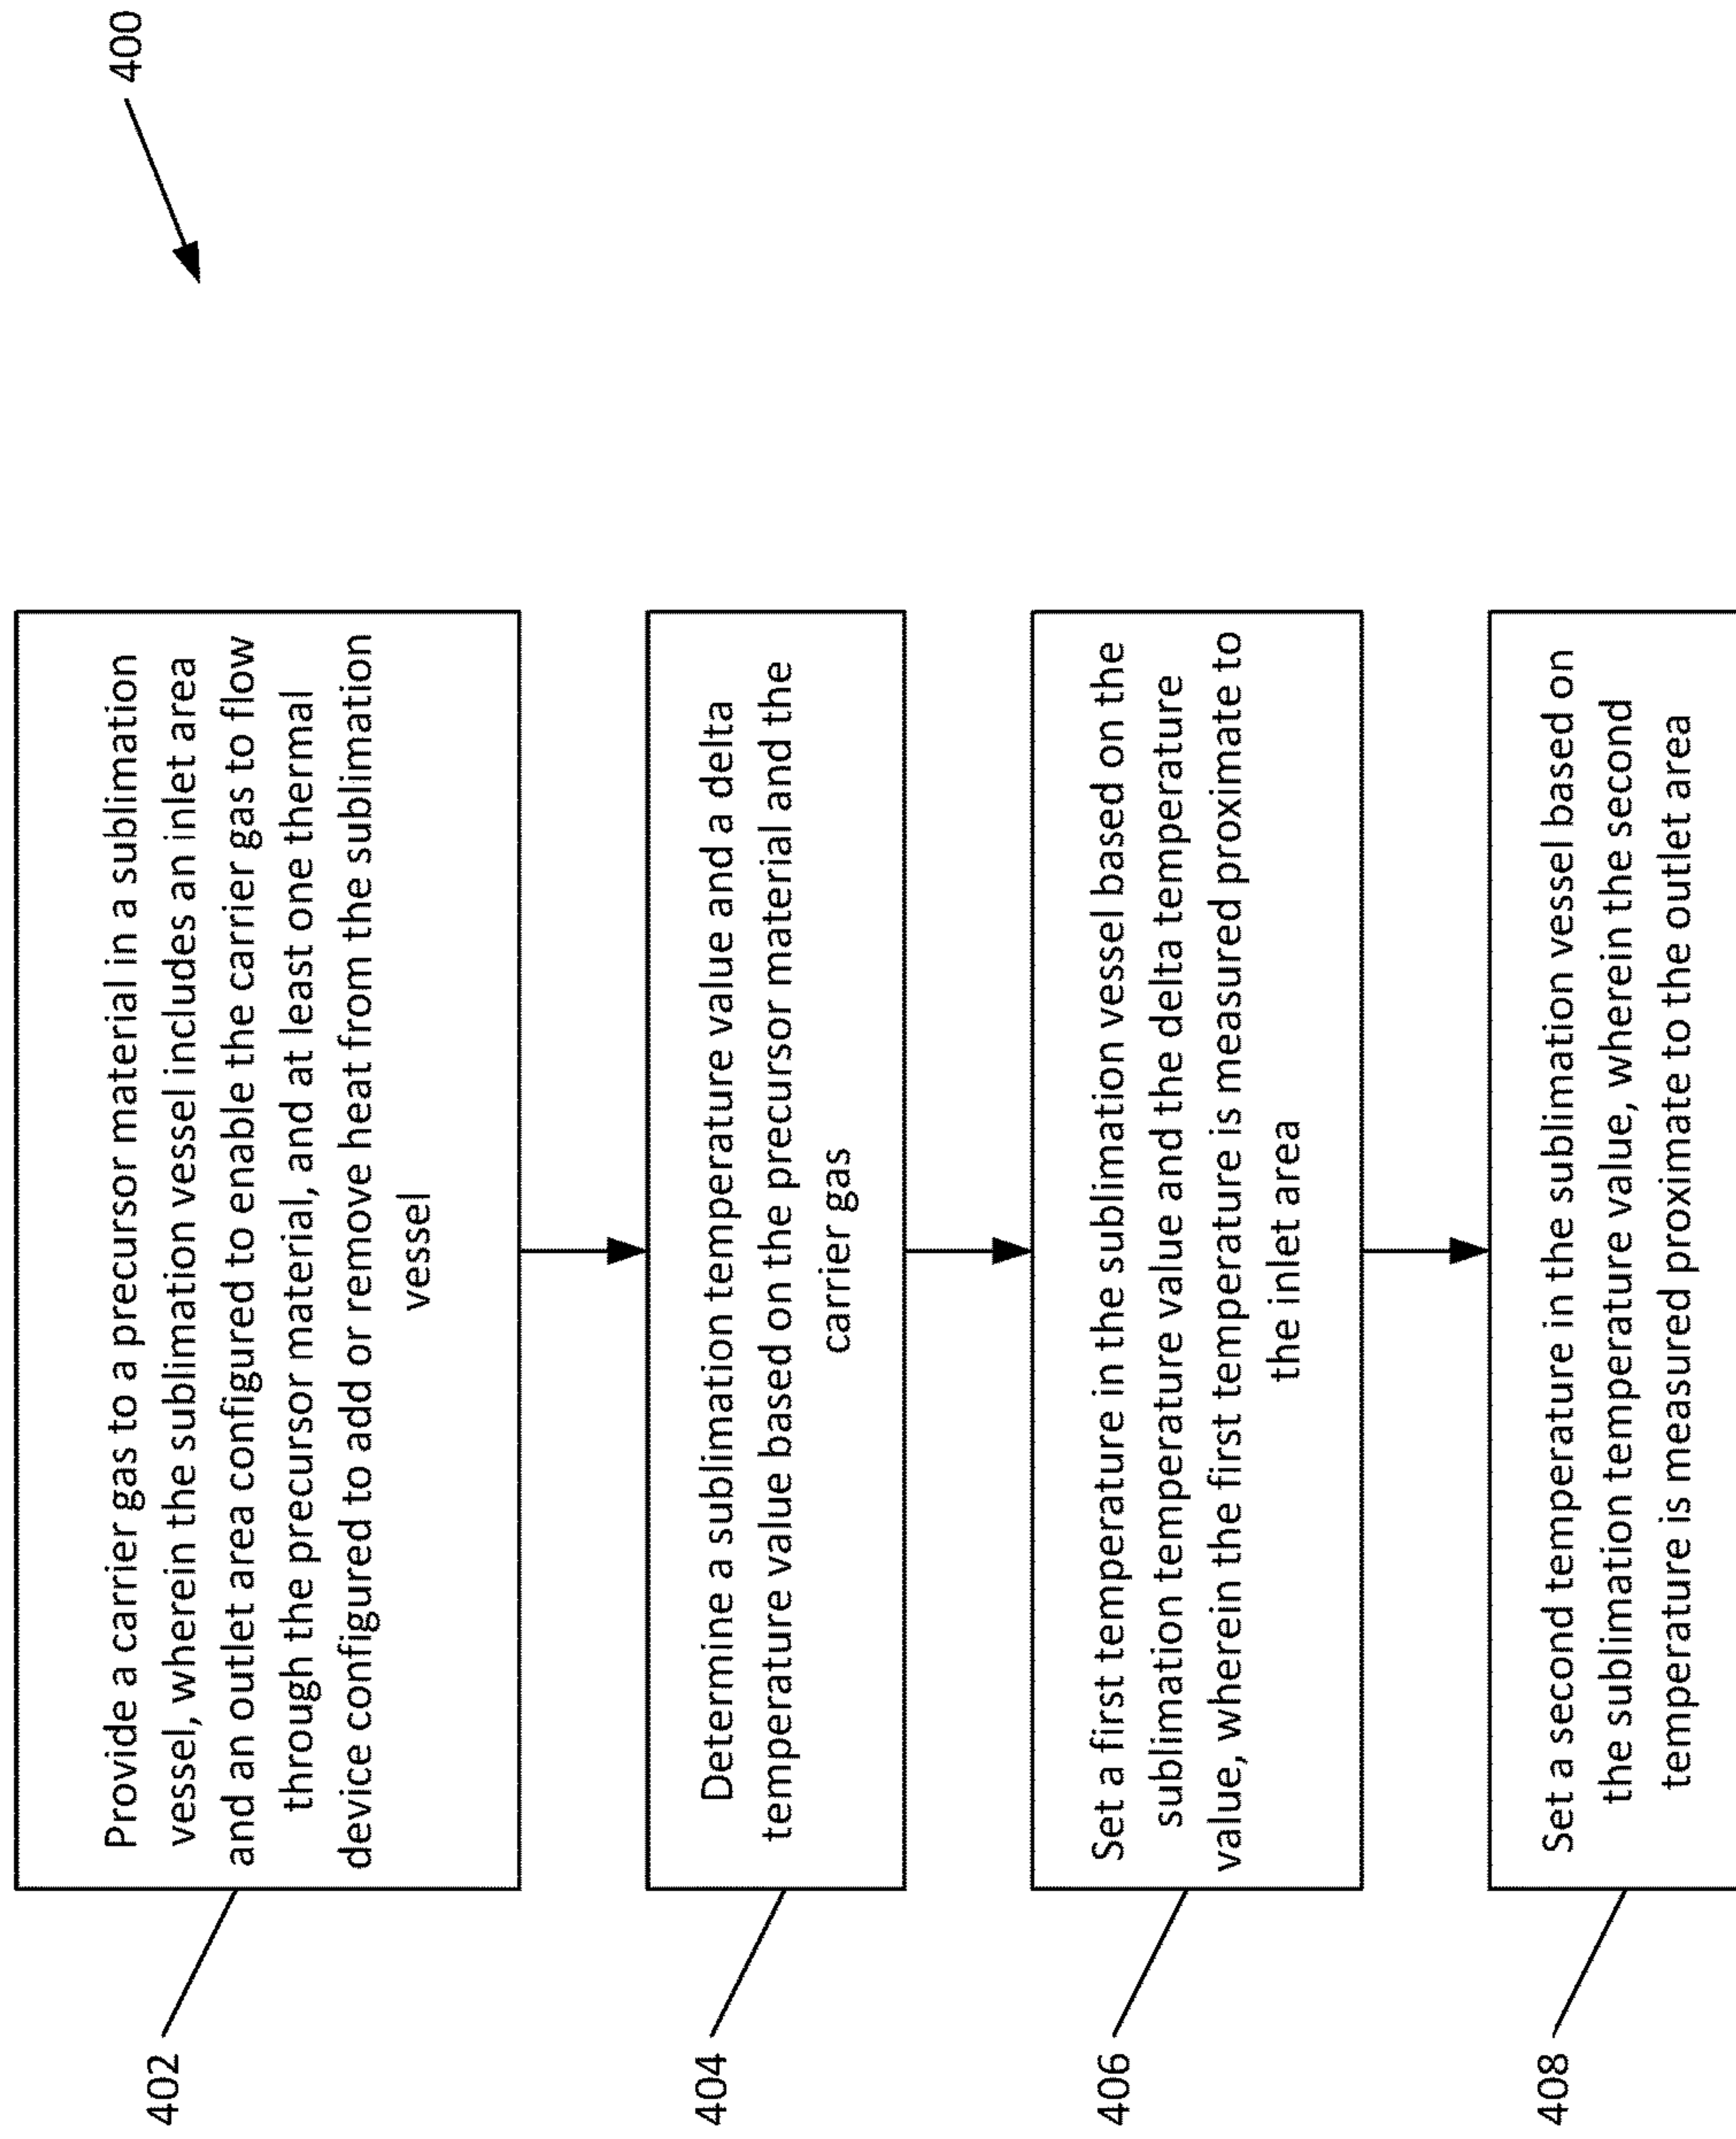 400
402
Provide a carrier gas to a precursor material in a sublimation
vessel, wherein the sublimation vessel includes an inlet area
and an outlet area configured to enable the carrier gas to flow
through the precursor material, and at least one thermal
device configured to add or remove heat from the sublimation
vessel
404
Determine a sublimation temperature value and a delta
temperature value based on the precursor material and the
carrier gas
406
Set a first temperature in the sublimation vessel based on the
sublimation temperature value and the delta temperature
value, wherein the first temperature is measured proximate to
the inlet area
408
Set a second temperature in the sublimation vessel based on
the sublimation temperature value, wherein the second
temperature is measured proximate to the outlet area